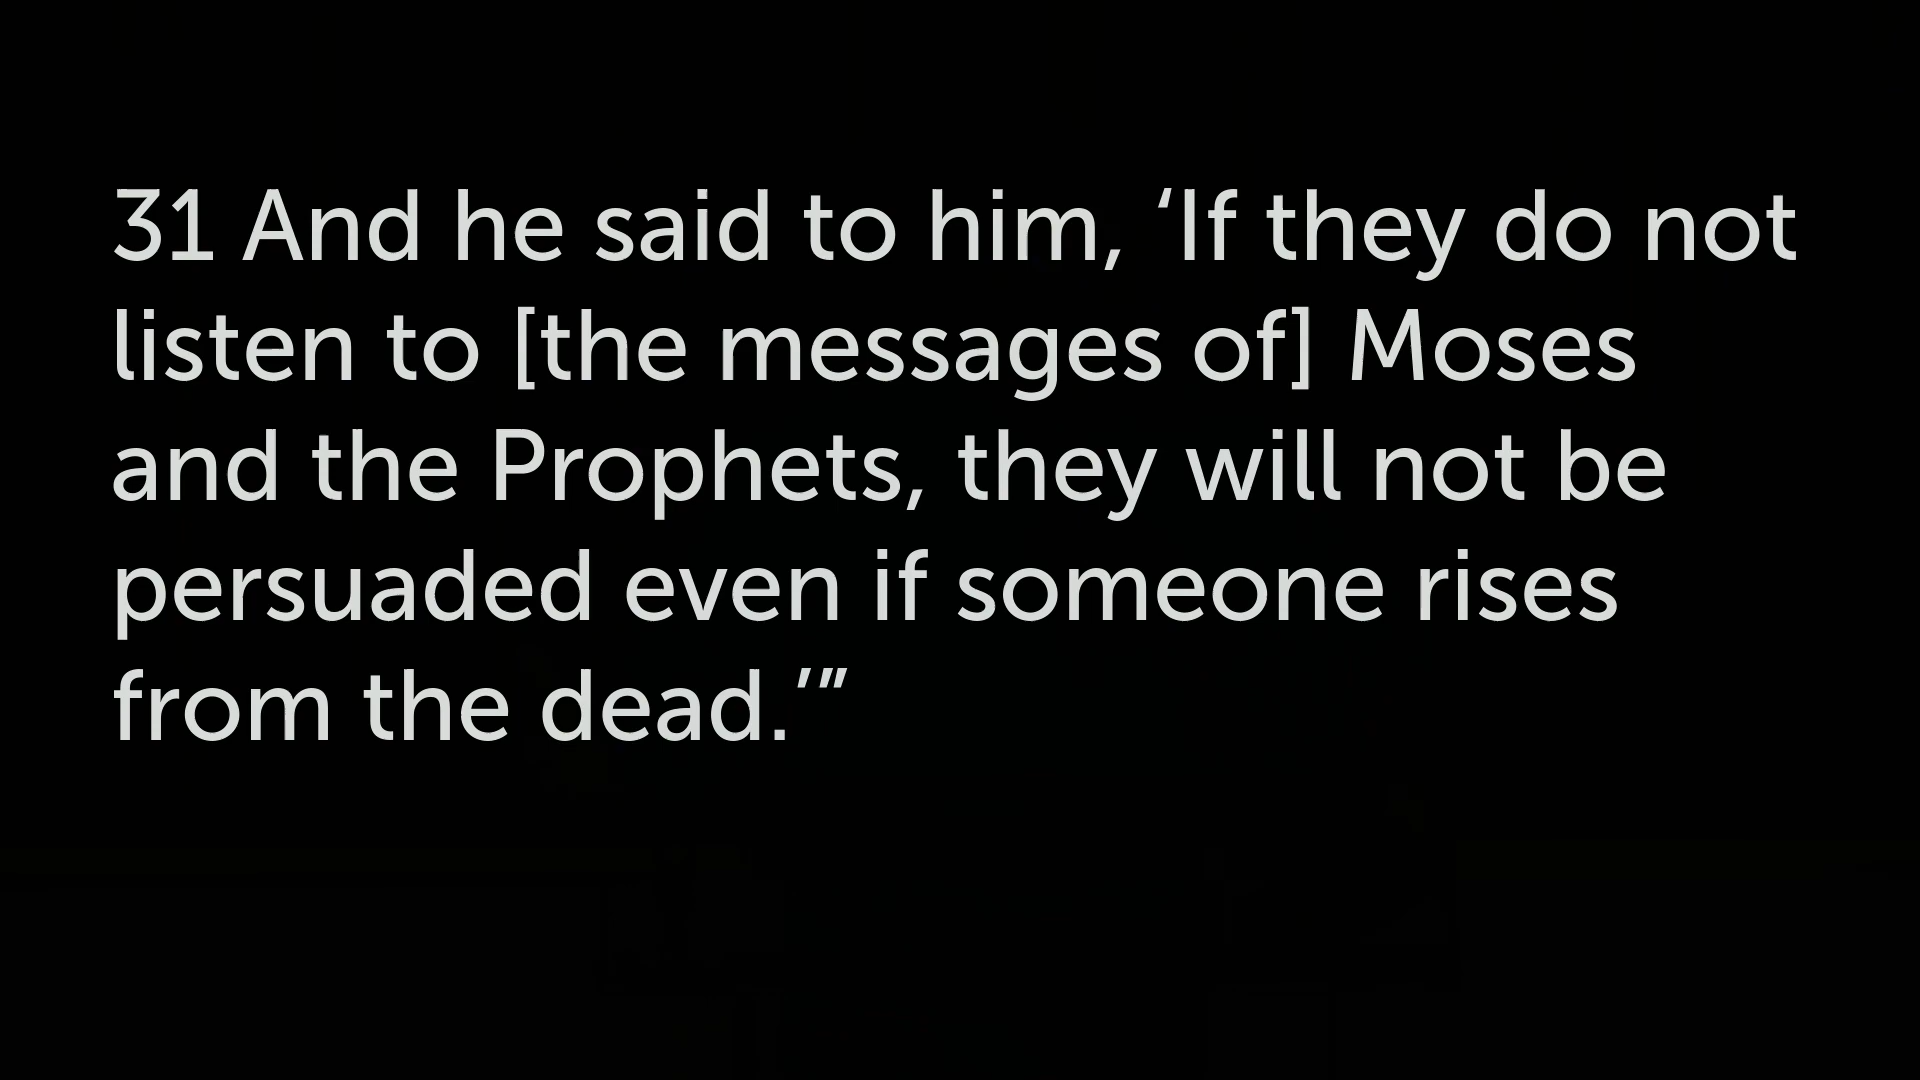 31 And he said to him, ‘If they do not
listen to [the messages of] Moses
and the Prophets, they will not be
persuaded even if someone rises
from the dead.’”